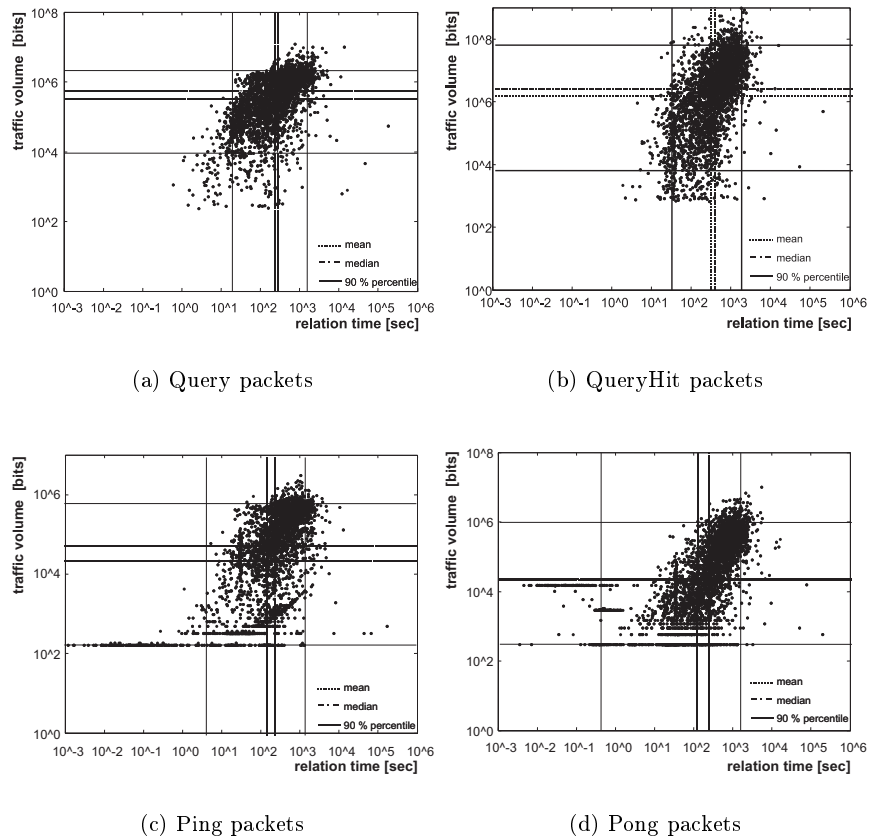 traffic volume [bits]
10^8
10^6
10^4
10^2
10^0
mean
median
90 % percentile
10^-3 10^-2 10^-1 10^0 10^1 10^2 10^3 10^4 10^5 10^6
relation time [sec]
(a) Query packets
traffic volume [bits]
10^8
10^6
10^4
10^2
10^0
mean
median
90 % percentile
10^-3 10^-2 10^-1 10^0 10^1 10^2 10^3 10^4 10^5 10^6
relation time [sec]
(b) QueryHit packets
traffic volume [bits]
10^6
10^4
10^2
10^0
mean
median
90 % percentile
10^-3 10^-2 10^-1 10^0 10^1 10^2 10^3 10^4 10^5 10^6
relation time [sec]
(c) Ping packets
traffic volume [bits]
10^8
10^6
10^4
10^2
10^0
mean
median
90 % percentile
10^-3 10^-2 10^-1 10^0 10^1 10^2 10^3 10^4 10^5 10^6
relation time [sec]
(d) Pong packets